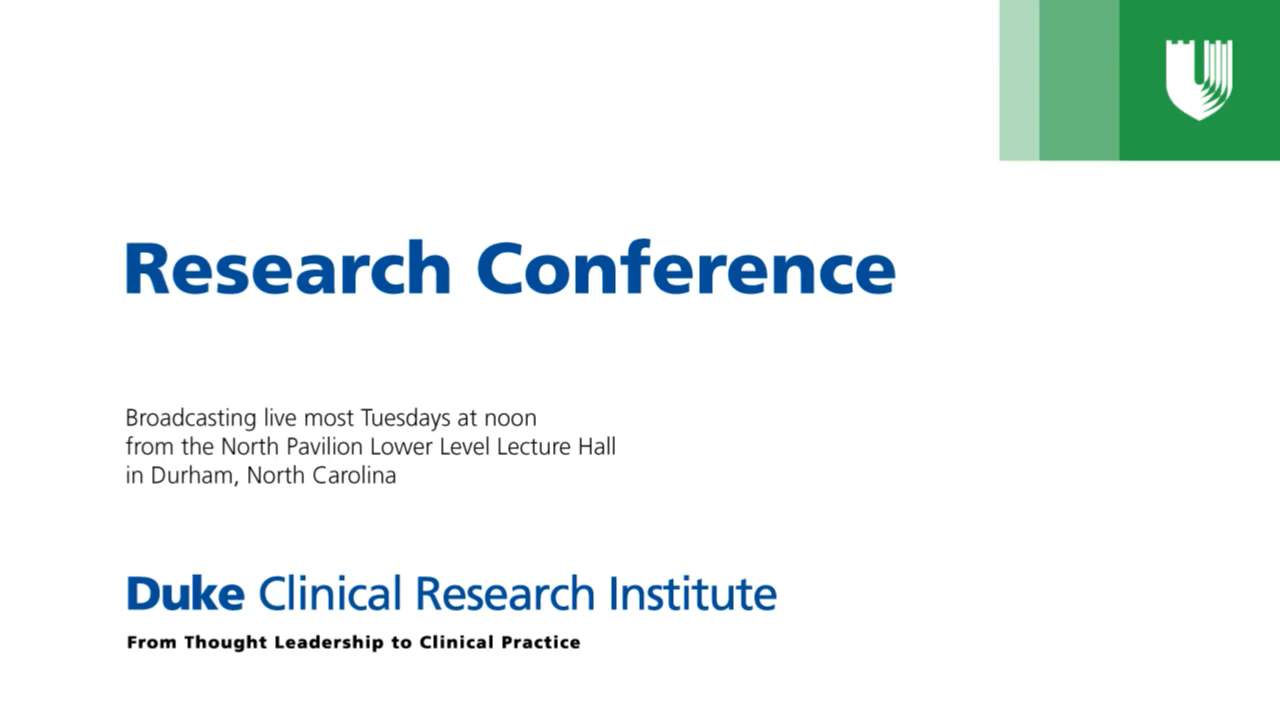 Research Conference
Broadcasting live most Tuesdays at noon
from the North Pavilion Lower Level Lecture Hall
in Durham, North Carolina
Duke Clinical Research Institute
From Thought Leadership to Clinical Practice